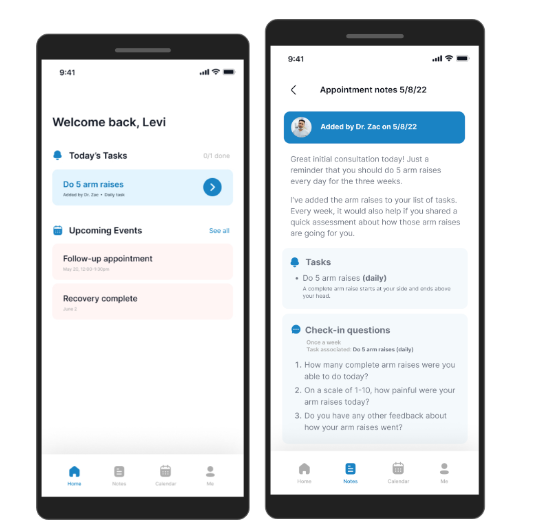 9:41
Welcome back, Levi
Today's Tasks
0/1 done
Do 5 arm raises
Added by Dr. Zac • Daily task
Upcoming Events
See all
Follow-up appointment
May 20, 12:00-1:00pm
Recovery complete
June 2
Home
Notes
Calendar
Me
9:41
Appointment notes 5/8/22
Added by Dr. Zac on 5/8/22
Great initial consultation today! Just a
reminder that you should do 5 arm raises
every day for the three weeks.
I've added the arm raises to your list of tasks.
Every week, it would also help if you shared a
quick assessment about how those arm raises
are going for you.
Tasks
• Do 5 arm raises (daily)
A complete arm raise starts at your side and ends above
your head.
Check-in questions
Once a week
Task associated: Do 5 arm raises (daily)
1. How many complete arm raises were you
able to do today?
2. On a scale of 1-10, how painful were your
arm raises today?
3. Do you have any other feedback about
how your arm raises went?
Home
Notes
Calendar
Me